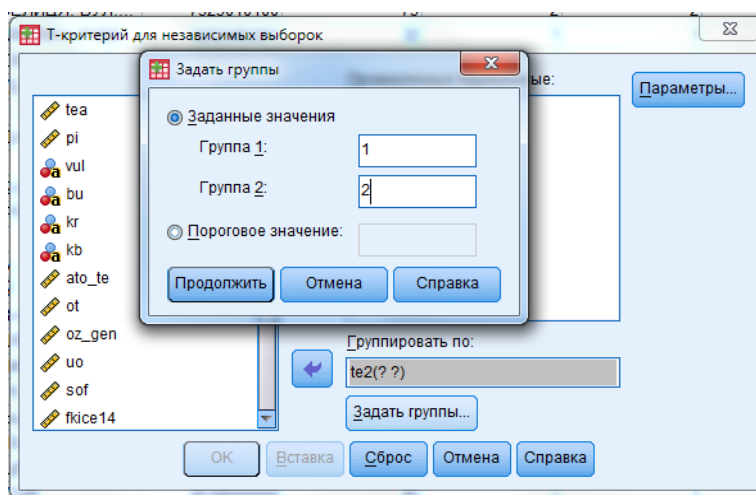 Т-критерий для независимых выборок
Задать группы
ые:
Параметры...
Заданные значения
Группа 1:
1
Группа 2:
2
Пороговое значение:
Продолжить
Отмена
Справка
tea
pi
vul
bu
kr
kb
ato_te
ot
oz_gen
uo
sof
fkice14
Группировать по:
te2(? ?)
Задать группы...
OK
Вставка
Сброс
Отмена
Справка